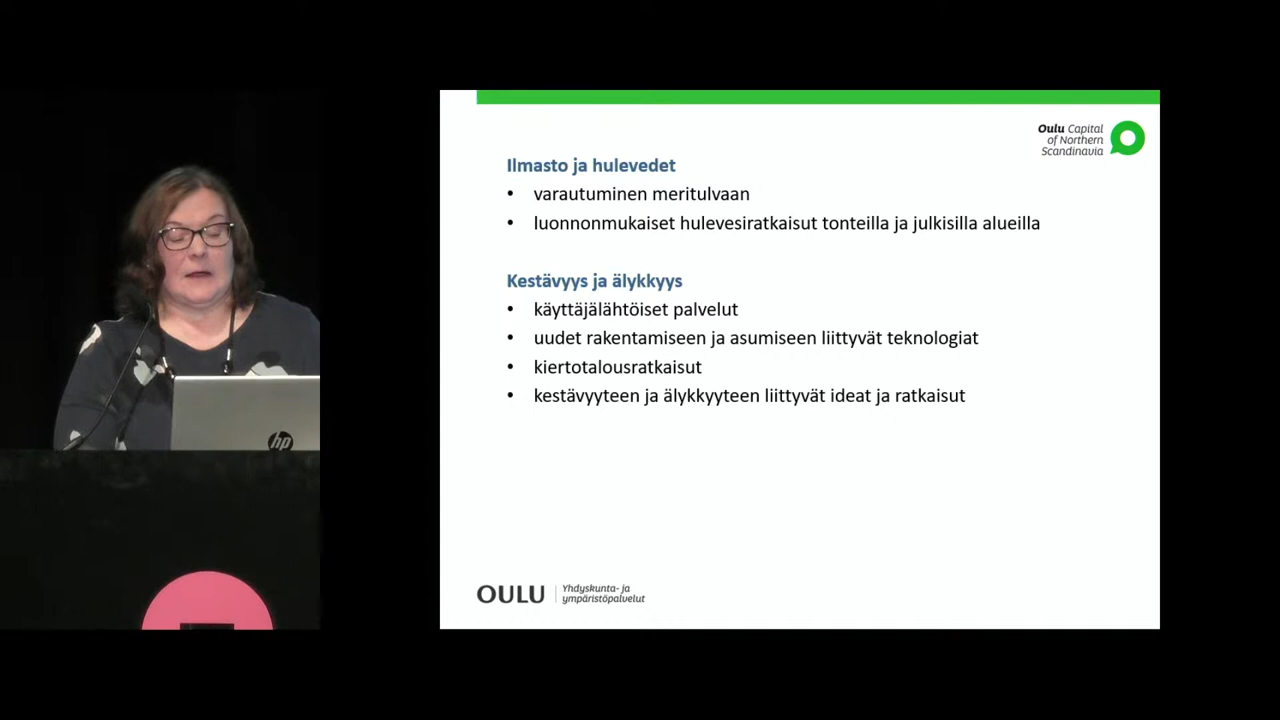 Oulu Capital
of Northern
Scandinavia
Ilmasto ja hulevedet
• varautuminen meritulvaan
• luonnonmukaiset hulevesiratkaisut tonteilla ja julkisilla alueilla
Kestävyys ja älykkyys
• käyttäjälähtöiset palvelut
• uudet rakentamiseen ja asumiseen liittyvät teknologiat
• kiertotalousratkaisut
• kestävyyteen ja älykkyyteen liittyvät ideat ja ratkaisut
hp
OULU
Yhdyskunta- ja
ympäristöpalvelut